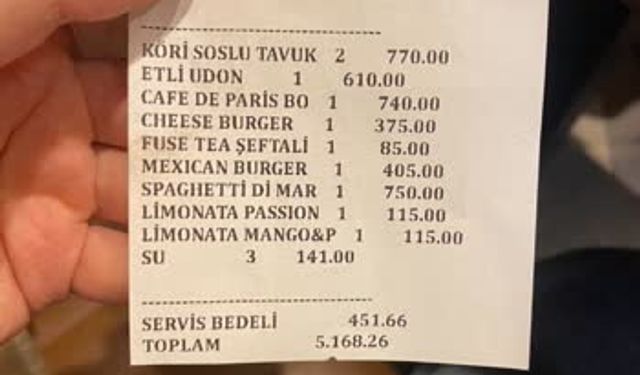 KÖRİ SOSLU TAVUK 2 770.00
ETLİ UDON 1 610.00
CAFE DE PARİS BO 1 740.00
CHEESE BURGER 1 375.00
FUSE TEA ŞEFTALİ 1 85.00
MEXICAN BURGER 1 405.00
SPAGHETTİ Dİ MAR 1 750.00
LİMONATA PASSION 1 115.00
LİMONATA MANGO&P 1 115.00
SU 3 141.00
SERVİS BEDELİ 451.66
TOPLAM 5.168.26